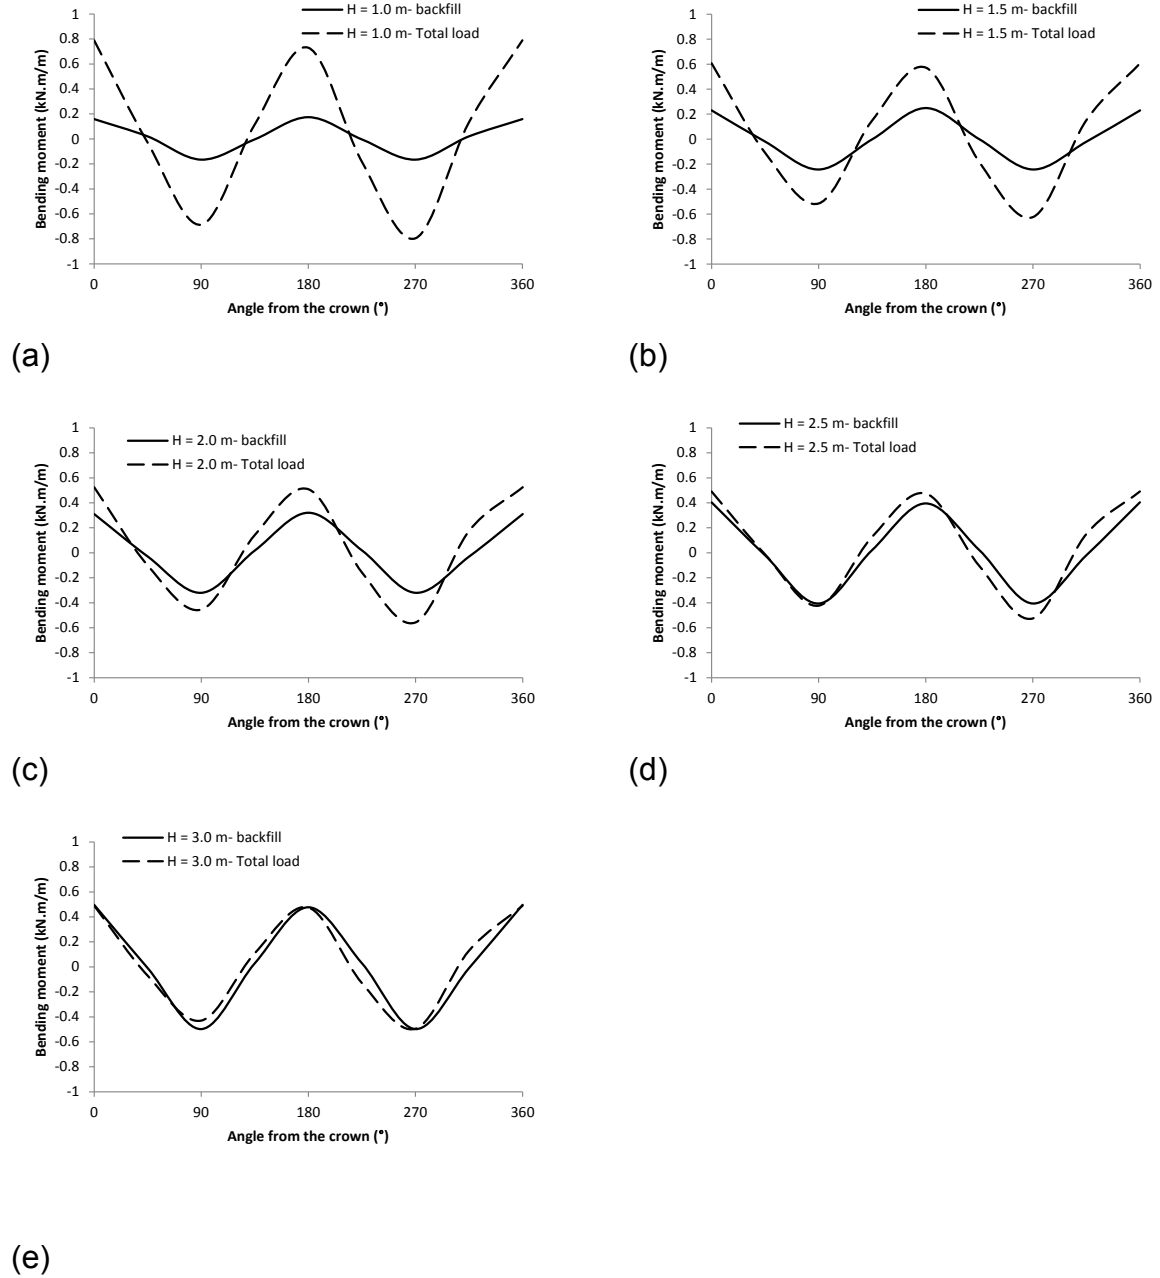 H = 1.0 m- backfill
H = 1.0 m- Total load
Bending moment (kN.m/m)
1
0.8
0.6
0.4
0.2
0
-0.2
-0.4
-0.6
-0.8
-1
0 90 180 270 360
Angle from the crown (°)
(a)
H = 1.5 m- backfill
H = 1.5 m- Total load
Bending moment (kN.m/m)
1
0.8
0.6
0.4
0.2
0
-0.2
-0.4
-0.6
-0.8
-1
0 90 180 270 360
Angle from the crown (°)
(b)
H = 2.0 m- backfill
H = 2.0 m- Total load
Bending moment (kN.m/m)
1
0.8
0.6
0.4
0.2
0
-0.2
-0.4
-0.6
-0.8
-1
0 90 180 270 360
Angle from the crown (°)
(c)
H = 2.5 m- backfill
H = 2.5 m- Total load
Bending moment (kN.m/m)
1
0.8
0.6
0.4
0.2
0
-0.2
-0.4
-0.6
-0.8
-1
0 90 180 270 360
Angle from the crown (°)
(d)
H = 3.0 m- backfill
H = 3.0 m- Total load
Bending moment (kN.m/m)
1
0.8
0.6
0.4
0.2
0
-0.2
-0.4
-0.6
-0.8
-1
0 90 180 270 360
Angle from the crown (°)
(e)